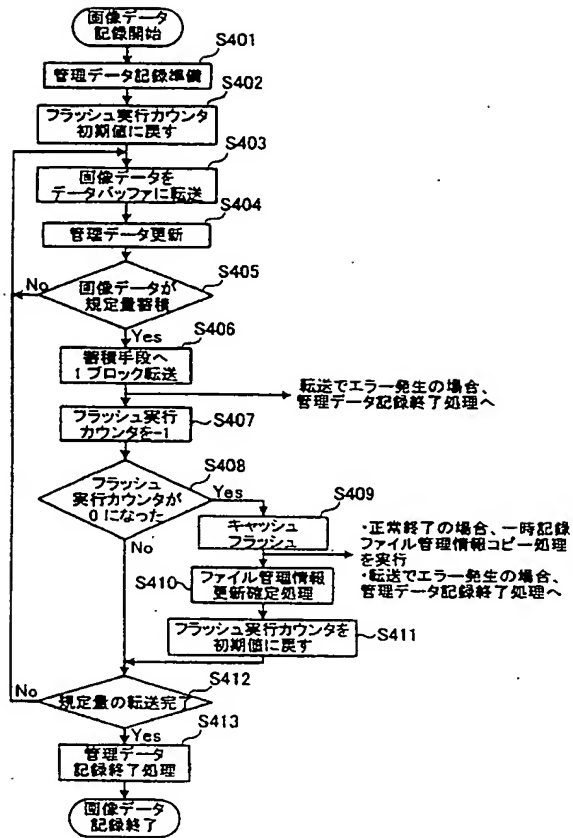 画像データ
記録開始
S401
管理データ記録準備
S402
フラッシュ実行カウンタ
初期値に戻す
S403
画像データを
データバッファに転送
S404
管理データ更新
S405
No
画像データが
規定量蓄積
Yes
S406
蓄積手段へ
1ブロック転送
転送でエラー発生の場合、
管理データ記録終了処理へ
S407
フラッシュ実行
カウンタを-1
S408
フラッシュ
実行カウンタが
0になった
Yes
No
S409
キャッシュ
フラッシュ
・正常終了の場合、一時記録
ファイル管理情報コピー処理
を実行
・転送でエラー発生の場合、
管理データ記録終了処理へ
S410
ファイル管理情報
更新確定処理
フラッシュ実行カウンタを
初期値に戻す
S411
S412
No
規定量の転送完了
Yes
S413
管理データ
記録終了処理
画像データ
記録終了